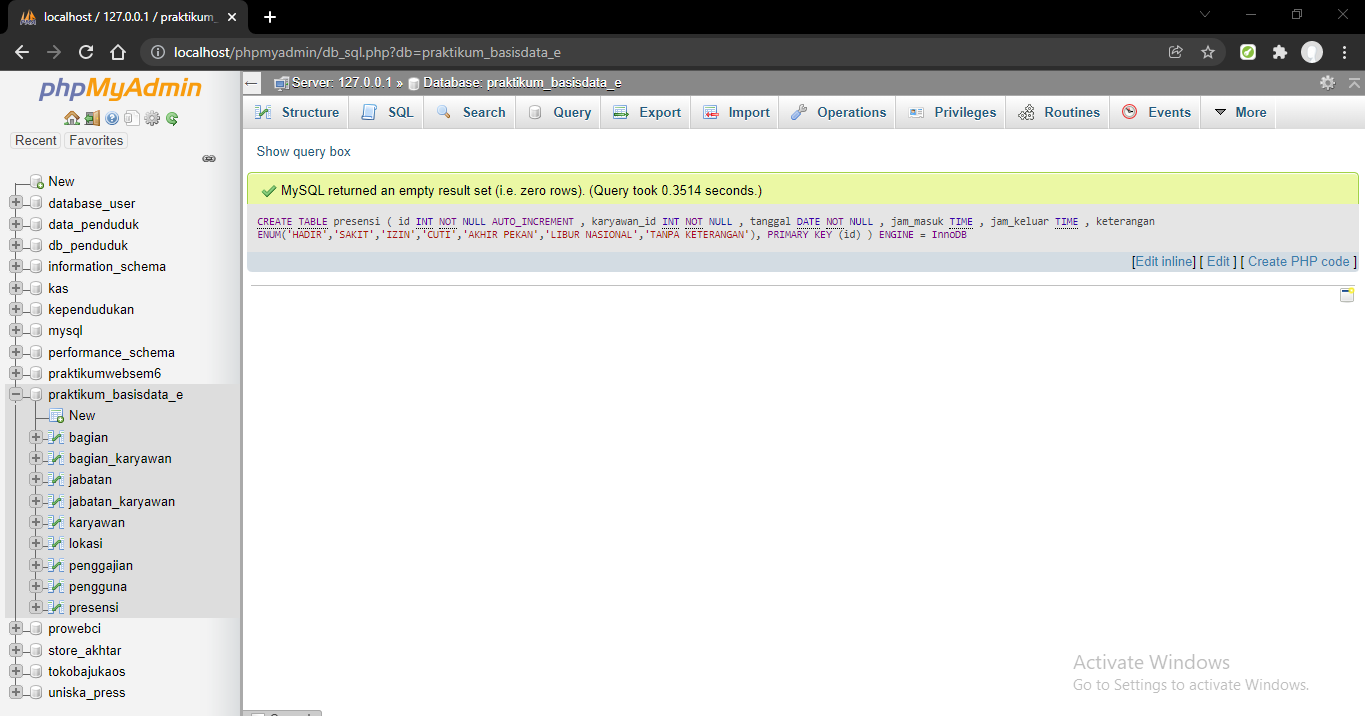 localhost / 127.0.0.1 / praktikum_
localhost/phpmyadmin/db_sql.php?db=praktikum_basisdata_e
phpMyAdmin
Recent Favorites
New
database_user
data_penduduk
db_penduduk
information_schema
kas
kependudukan
mysql
performance_schema
praktikumwebsem6
praktikum_basisdata_e
New
bagian
bagian_karyawan
jabatan
jabatan_karyawan
karyawan
lokasi
penggajian
pengguna
presensi
prowebci
store_akhtar
tokobajukaos
uniska_press
Server: 127.0.0.1 » Database: praktikum_basisdata_e
Structure SQL Search Query Export Import Operations Privileges Routines Events More
Show query box
MySQL returned an empty result set (i.e. zero rows). (Query took 0.3514 seconds.)
CREATE TABLE presensi ( id INT NOT NULL AUTO_INCREMENT , karyawan_id INT NOT NULL , tanggal DATE NOT NULL , jam_masuk TIME , jam_keluar TIME , keterangan
ENUM('HADIR','SAKIT','IZIN','CUTI','AKHIR PEKAN','LIBUR NASIONAL','TANPA KETERANGAN'), PRIMARY KEY (id) ) ENGINE = InnoDB
[Edit inline] [ Edit ] [ Create PHP code ]
Activate Windows
Go to Settings to activate Windows.